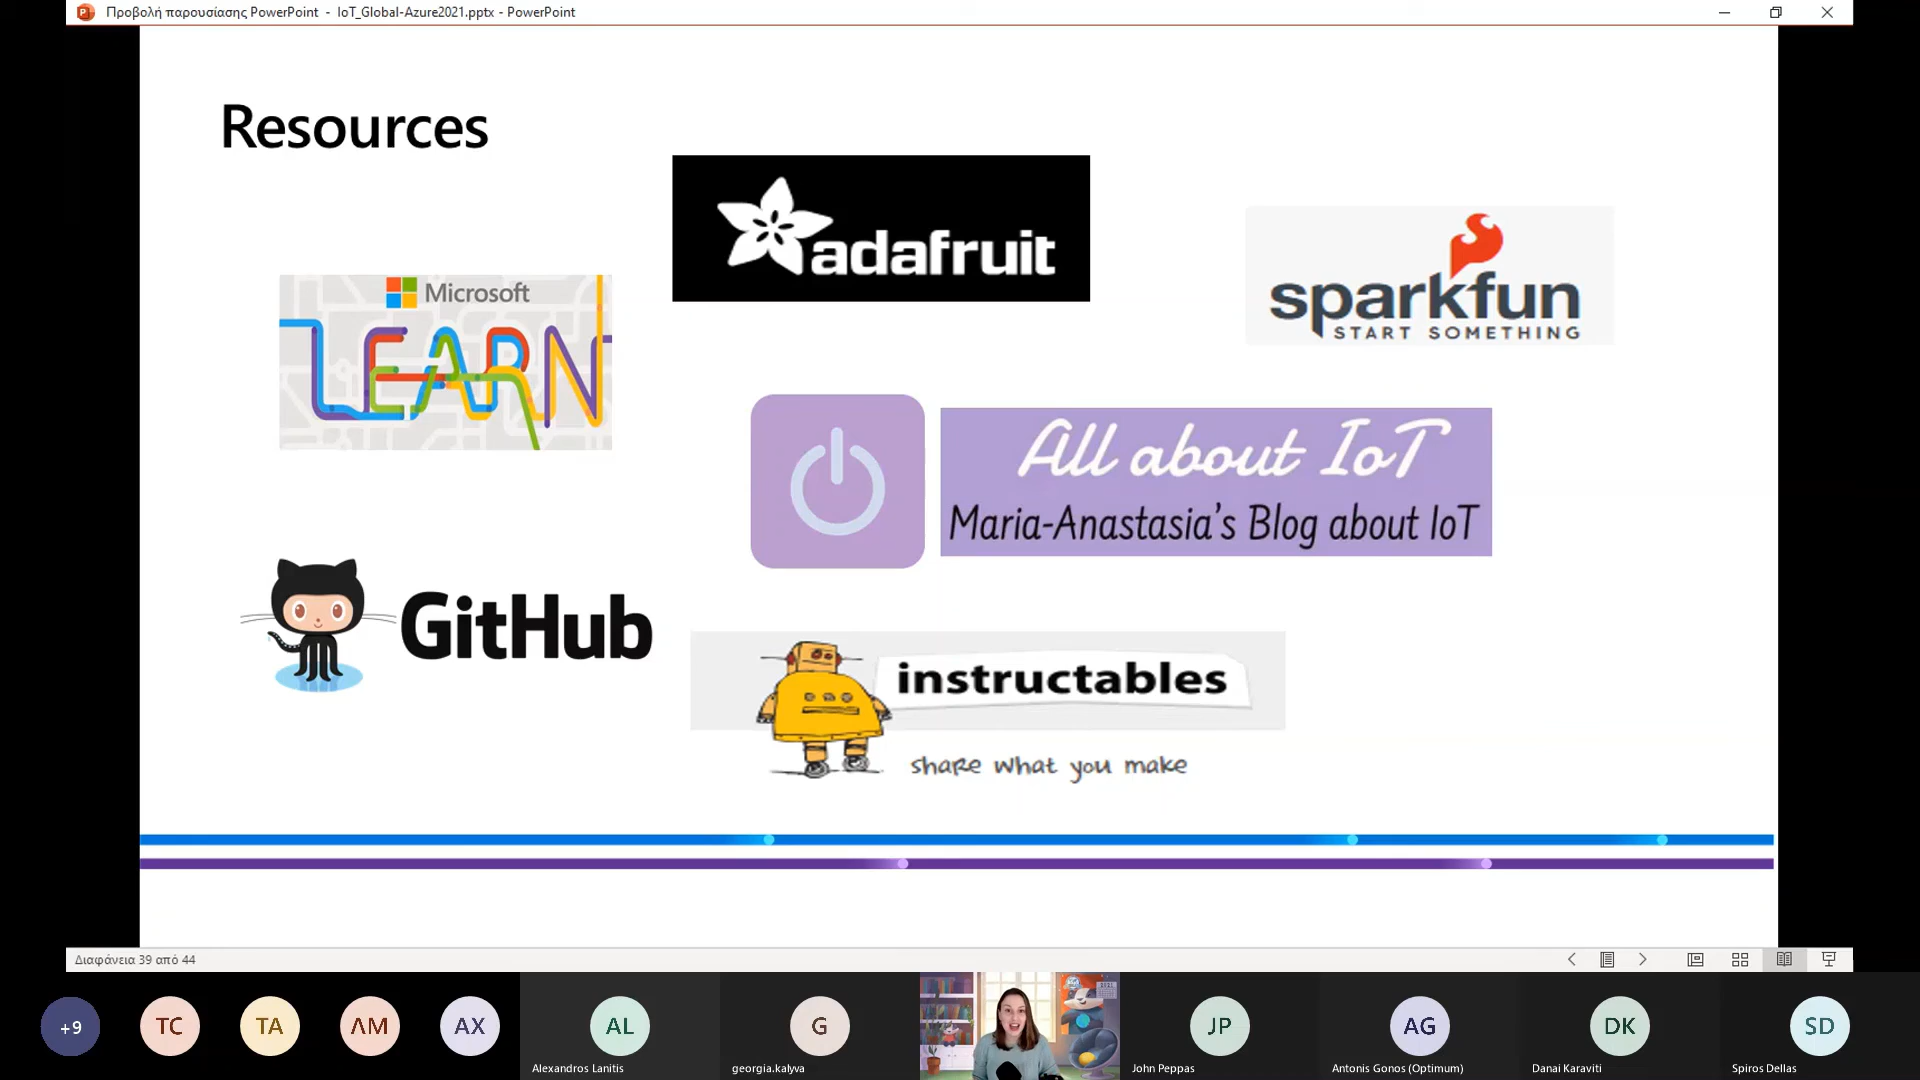 Προβολή παρουσίασης PowerPoint - IoT_Global-Azure2021.pptx - PowerPoint
Resources
adafruit
sparkfun
START SOMETHING
Microsoft
LEARN
All about IoT
Maria-Anastasia's Blog about IoT
GitHub
instructables
share what you make
Διαφάνεια 39 από 44
+9
TC
TA
ΛΜ
AX
AL
G
JP
AG
DK
SD
Alexandros Lanitis
georgia.kalyva
John Peppas
Antonis Gonos (Optimum)
Danai Karaviti
Spiros Dellas